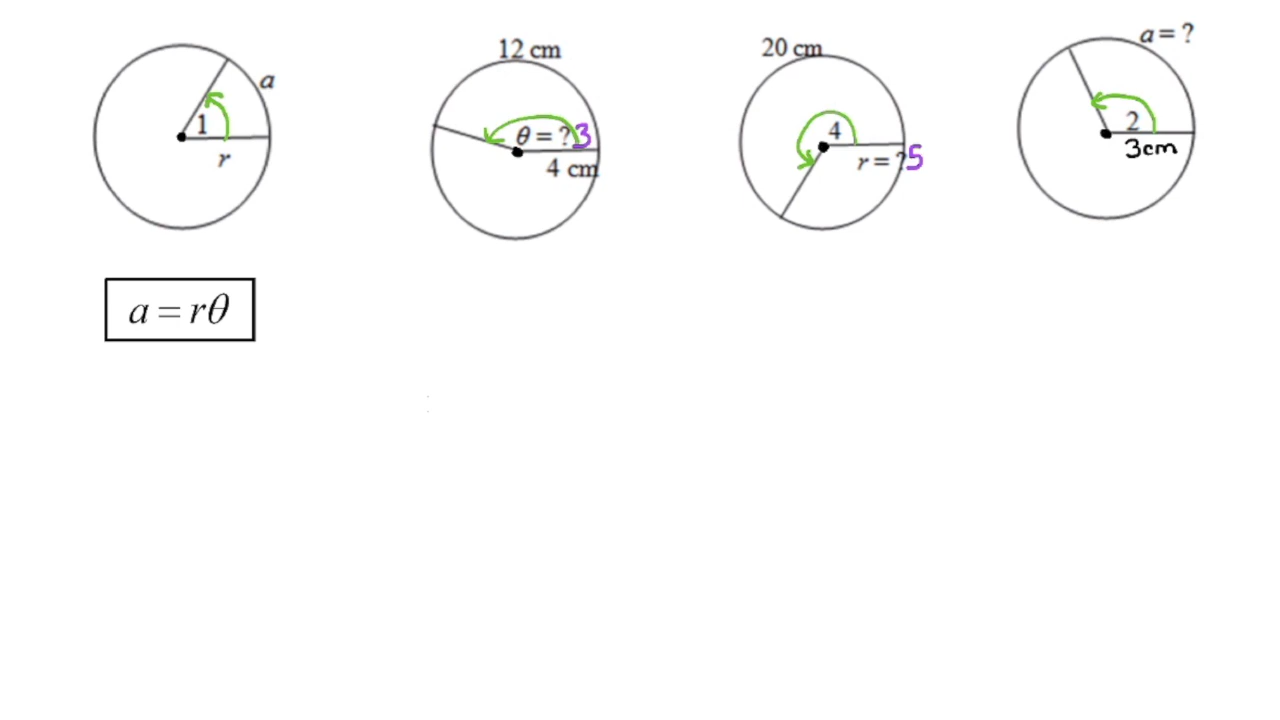 a
1
r
12 cm
θ = ?3
4 cm
20 cm
4
r = ?5
a = ?
2
3cm
a = rθ